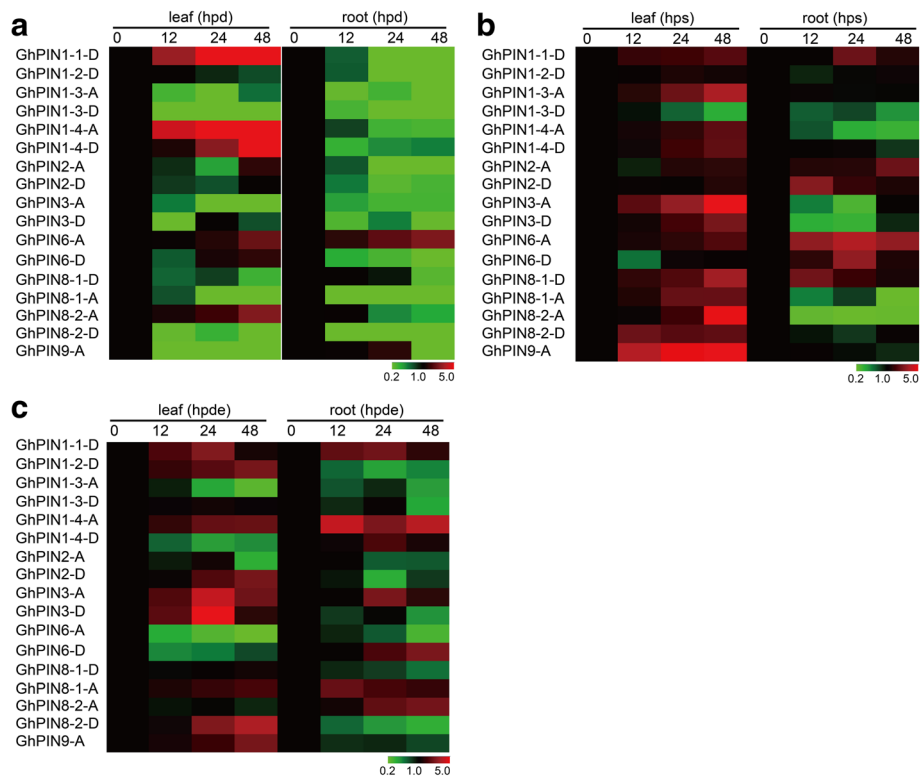 a
leaf (hpd) root (hpd)
0 12 24 48 0 12 24 48
GhPIN1-1-D
GhPIN1-2-D
GhPIN1-3-A
GhPIN1-3-D
GhPIN1-4-A
GhPIN1-4-D
GhPIN2-A
GhPIN2-D
GhPIN3-A
GhPIN3-D
GhPIN6-A
GhPIN6-D
GhPIN8-1-D
GhPIN8-1-A
GhPIN8-2-A
GhPIN8-2-D
GhPIN9-A
0.2 1.0 5.0
b
leaf (hps) root (hps)
0 12 24 48 0 12 24 48
GhPIN1-1-D
GhPIN1-2-D
GhPIN1-3-A
GhPIN1-3-D
GhPIN1-4-A
GhPIN1-4-D
GhPIN2-A
GhPIN2-D
GhPIN3-A
GhPIN3-D
GhPIN6-A
GhPIN6-D
GhPIN8-1-D
GhPIN8-1-A
GhPIN8-2-A
GhPIN8-2-D
GhPIN9-A
0.2 1.0 5.0
c
leaf (hpde) root (hpde)
0 12 24 48 0 12 24 48
GhPIN1-1-D
GhPIN1-2-D
GhPIN1-3-A
GhPIN1-3-D
GhPIN1-4-A
GhPIN1-4-D
GhPIN2-A
GhPIN2-D
GhPIN3-A
GhPIN3-D
GhPIN6-A
GhPIN6-D
GhPIN8-1-D
GhPIN8-1-A
GhPIN8-2-A
GhPIN8-2-D
GhPIN9-A
0.2 1.0 5.0